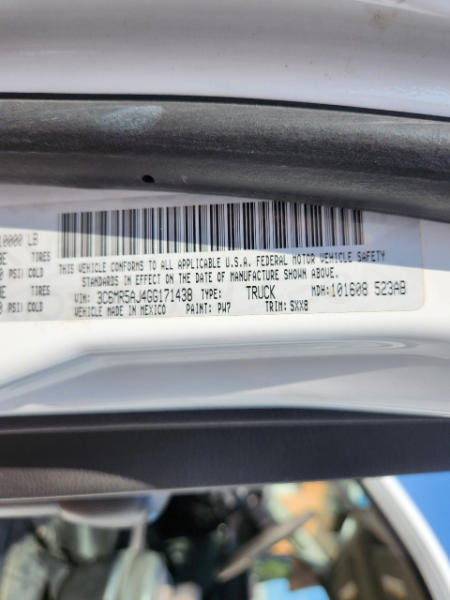 10000 LB
TIRES
PSI COLD
TIRES
PSI COLD
THIS VEHICLE CONFORMS TO ALL APPLICABLE U.S.A. FEDERAL MOTOR VEHICLE SAFETY
STANDARDS IN EFFECT ON THE DATE OF MANUFACTURE SHOWN ABOVE.
VIN: 3C6MR5AJ4GG171438 TYPE: TRUCK MDH: 101608 523AB
VEHICLE MADE IN MEXICO PAINT: PW7 TRIM: SXX8